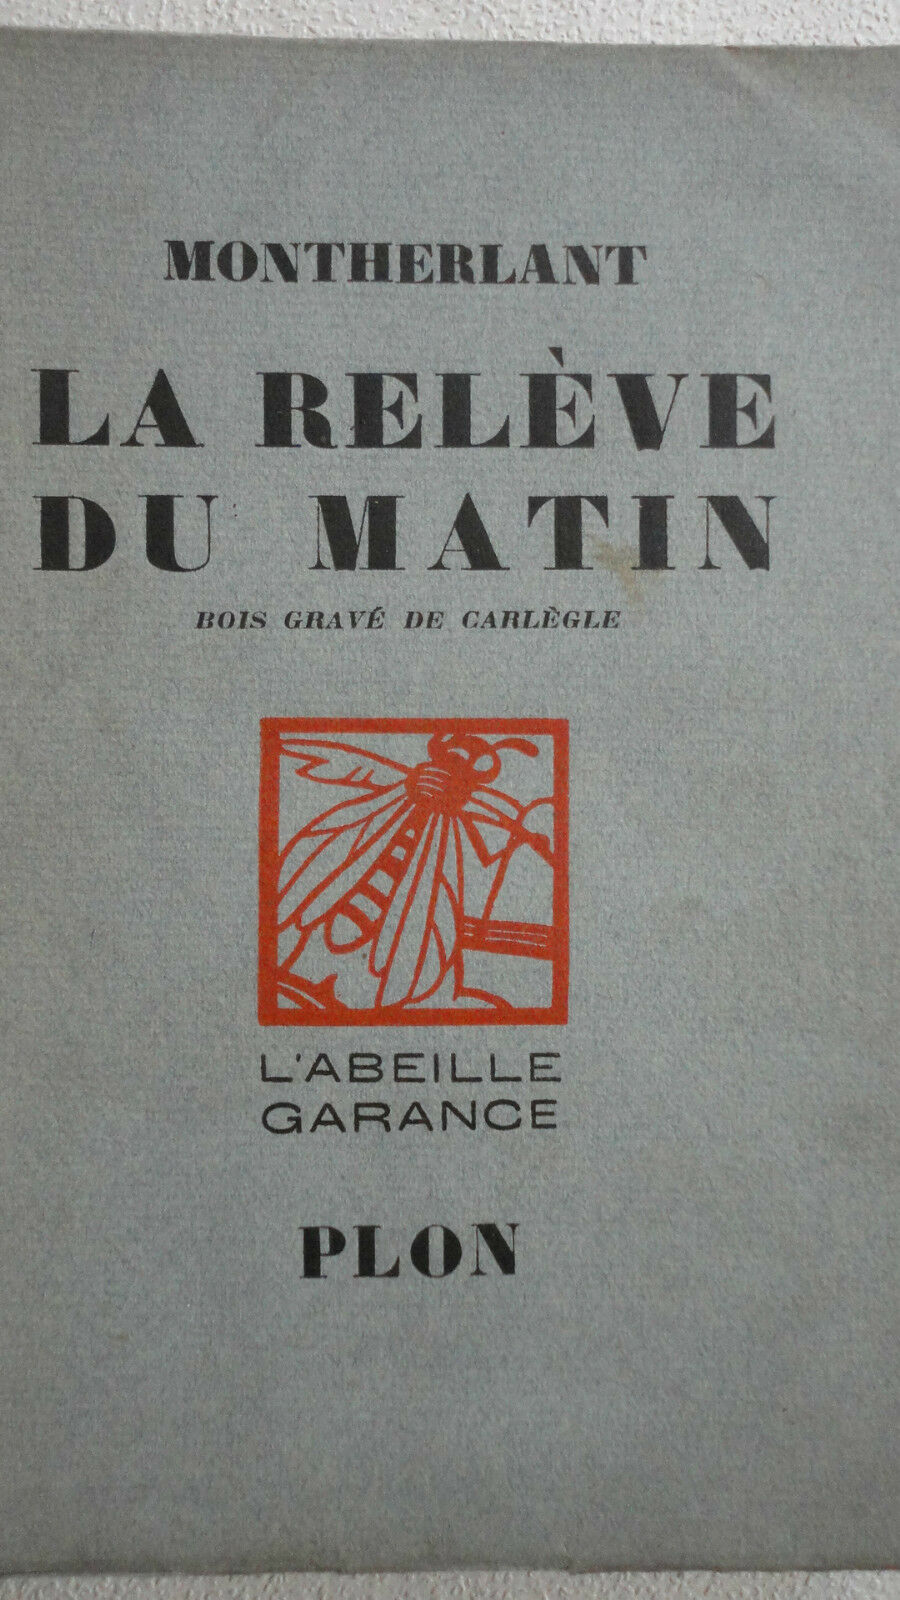 MONTHERLANT
LA RELÈVE
DU MATIN
BOIS GRAVÉ DE CARLÈGLE
L'ABEILLE
GARANCE
PLON